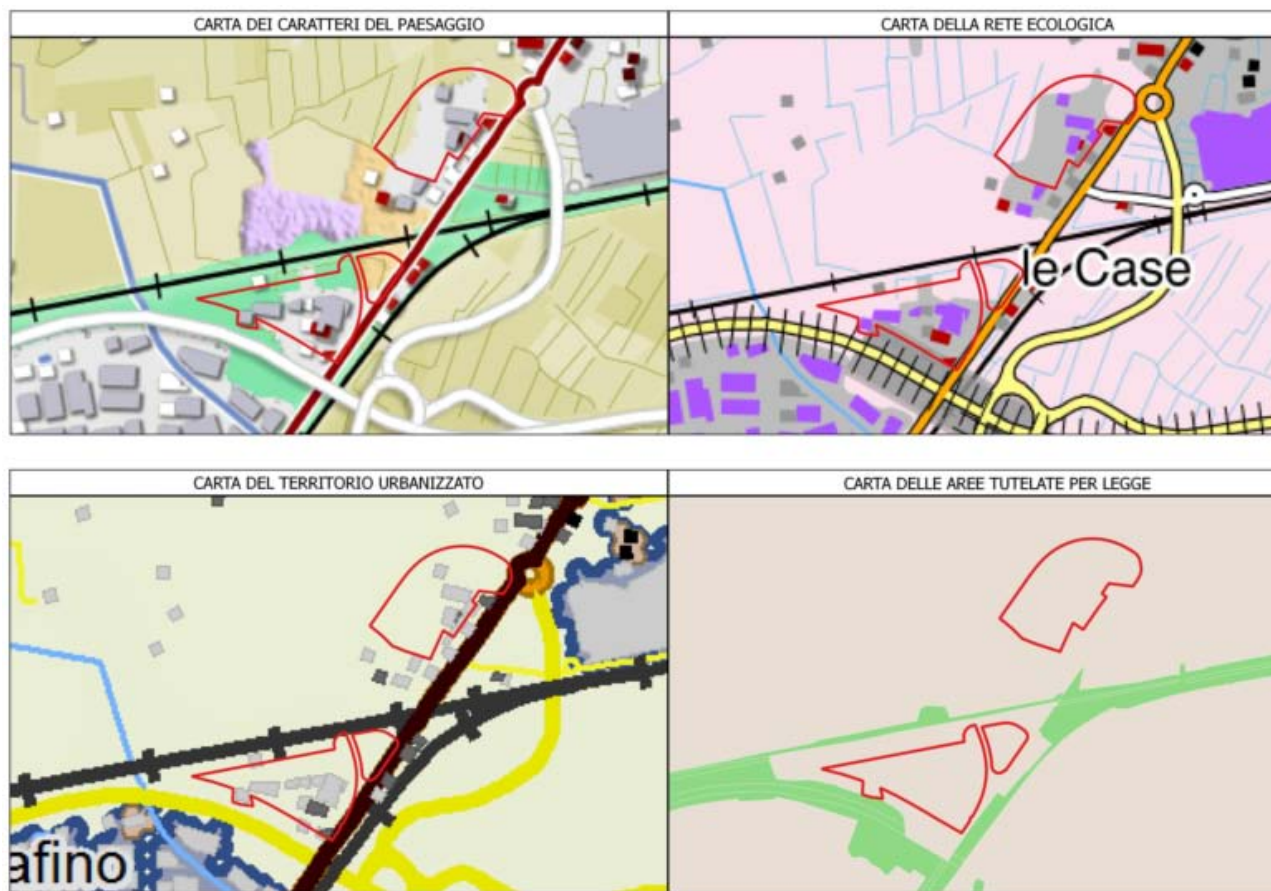 CARTA DEI CARATTERI DEL PAESAGGIO
CARTA DELLA RETE ECOLOGICA
le Case
CARTA DEL TERRITORIO URBANIZZATO
CARTA DELLE AREE TUTELATE PER LEGGE
afino